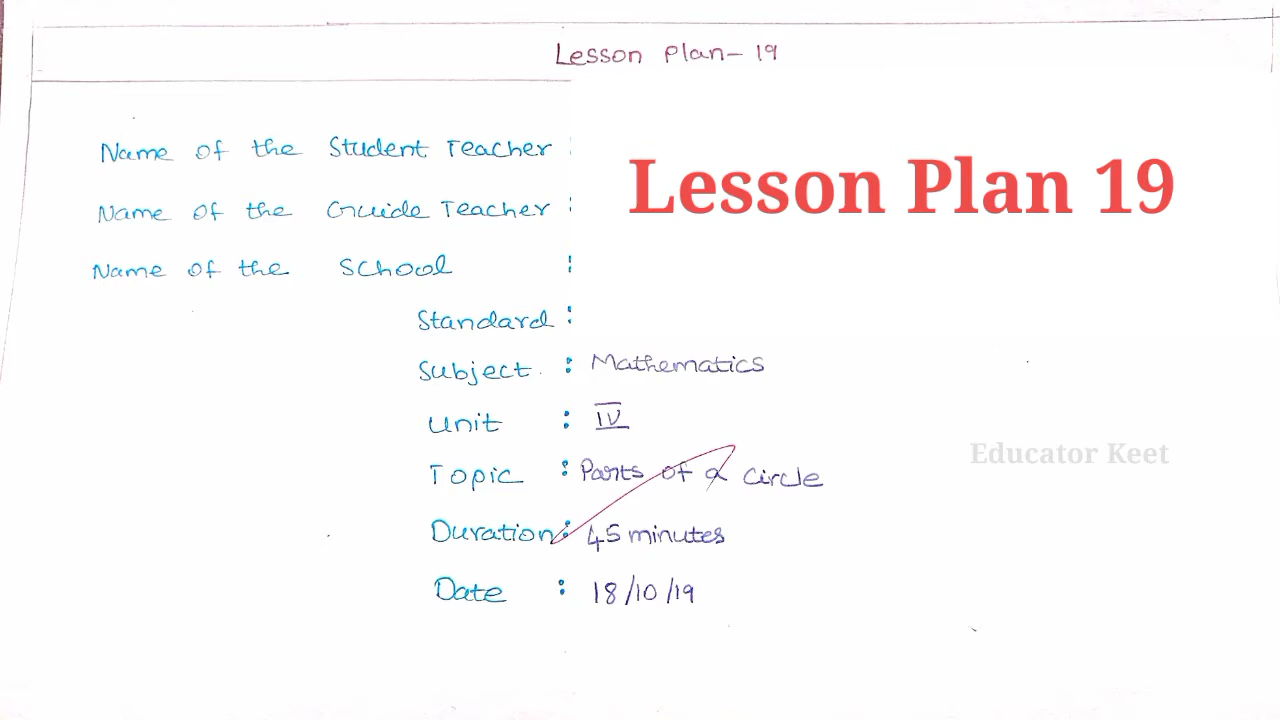 Lesson Plan- 19
Name of the Student Teacher :
Lesson Plan 19
Name of the Guide Teacher :
Name of the School :
Standard :
Subject : Mathematics
Unit : IV
Educator Keet
Topic : Parts of a circle
Duration : 45 minutes
Date : 18/10/19